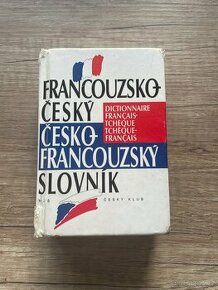 FRANCOUZSKO-
ČESKÝ
DICTIONNAIRE
FRANÇAIS-
TCHÈQUE
TCHÈQUE-
FRANÇAIS
ČESKO-
FRANCOUZSKÝ
SLOVNÍK
ČESKÝ KLUB